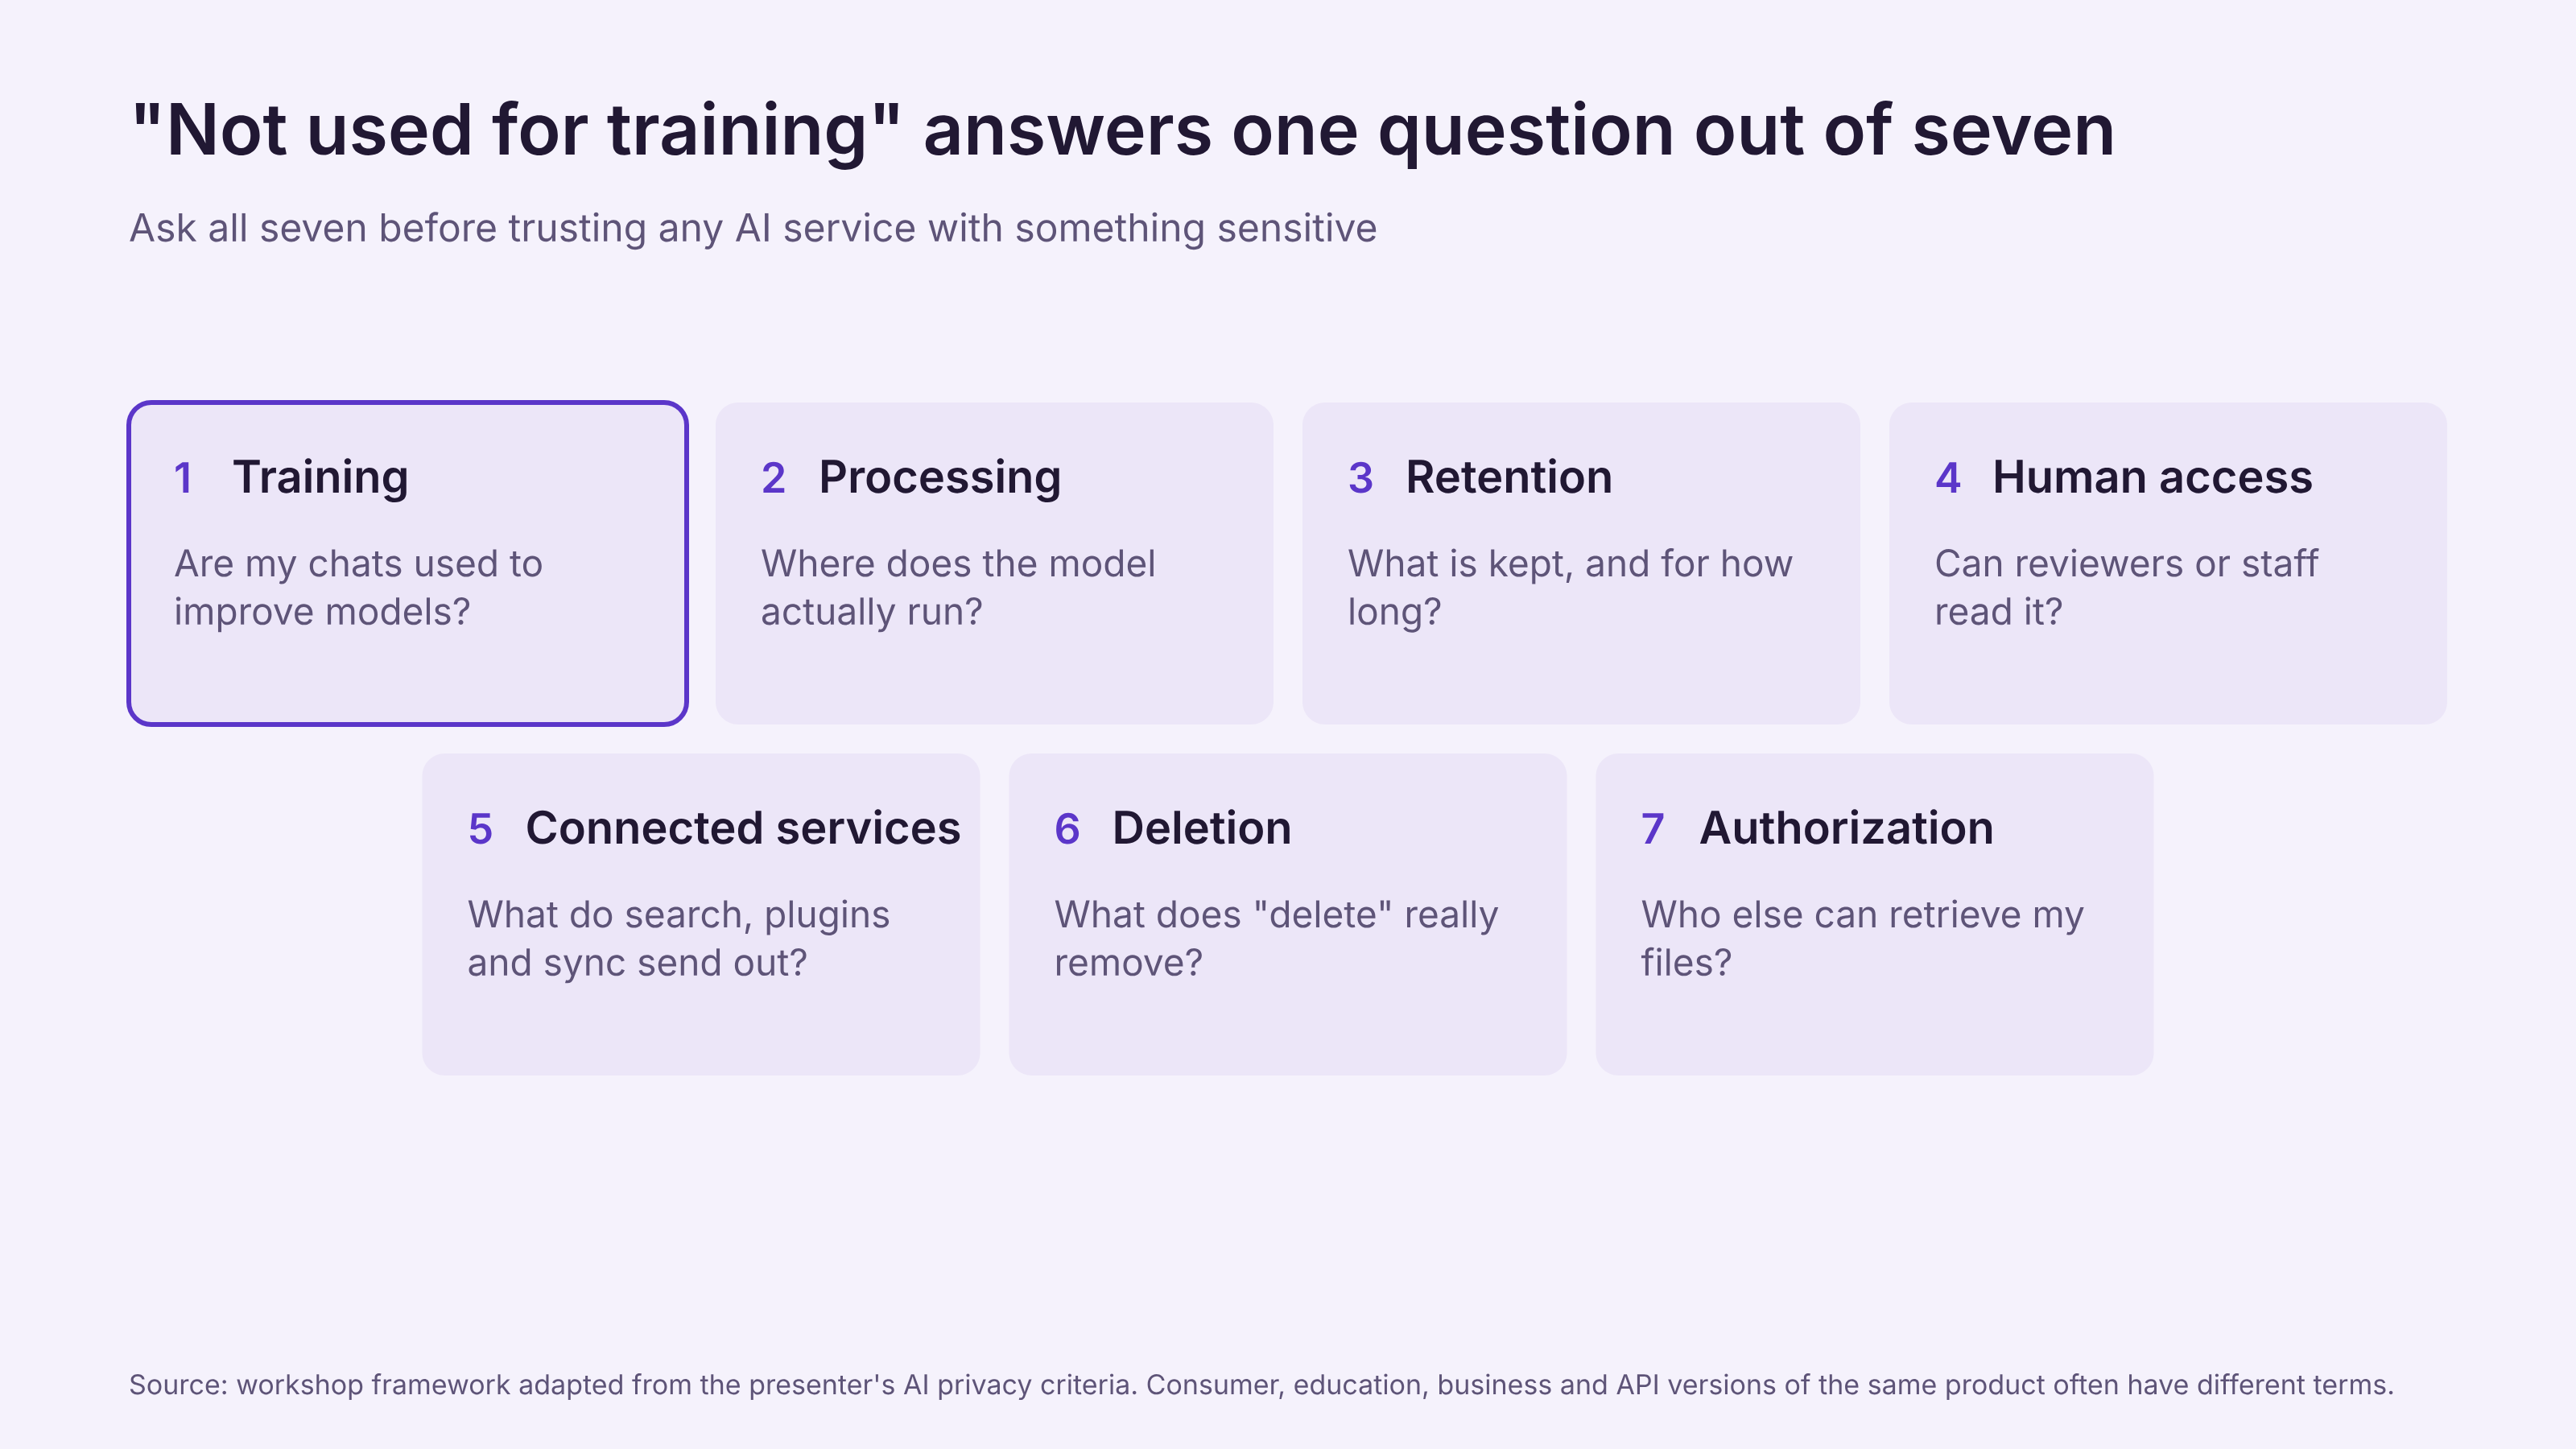 "Not used for training" answers one question out of seven
Ask all seven before trusting any AI service with something sensitive
1 Training
Are my chats used to
improve models?
2 Processing
Where does the model
actually run?
3 Retention
What is kept, and for how
long?
4 Human access
Can reviewers or staff
read it?
5 Connected services
What do search, plugins
and sync send out?
6 Deletion
What does "delete" really
remove?
7 Authorization
Who else can retrieve my
files?
Source: workshop framework adapted from the presenter's AI privacy criteria. Consumer, education, business and API versions of the same product often have different terms.